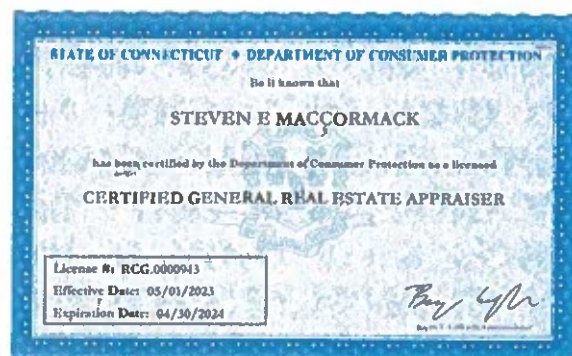 STATE OF CONNECTICUT ✦ DEPARTMENT OF CONSUMER PROTECTION
Be it known that
STEVEN E MACCORMACK
has been certified by the Department of Consumer Protection as a licensed
CERTIFIED GENERAL REAL ESTATE APPRAISER
License #: RCG.0000943
Effective Date: 05/01/2023
Expiration Date: 04/30/2024